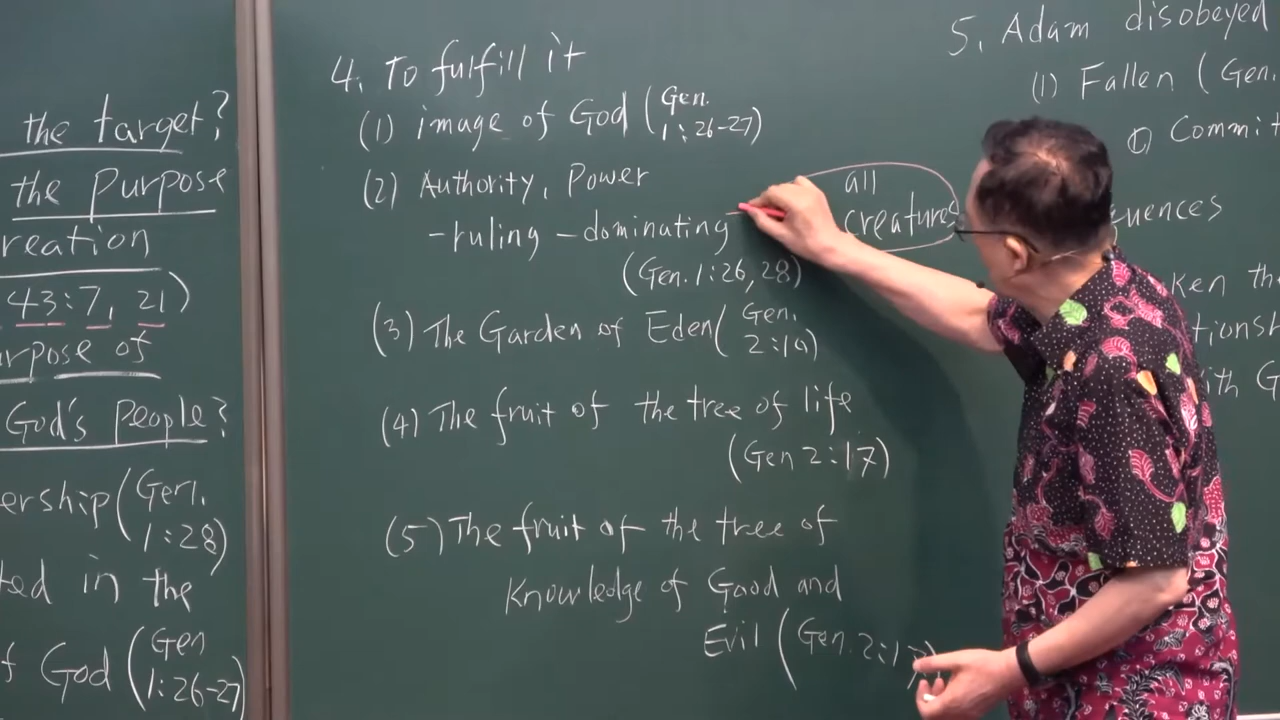 the target?
the Purpose
reation
43:7, 21)
rpose of
God's People?
ership (Gen.
1:28)
ted in the
f God (Gen
1:26-27)
4. To fulfill it
(1) image of God (Gen.
1:26-27)
(2) Authority, Power
-ruling - dominating
all
creatures
(Gen. 1:26, 28)
(3) The Garden of Eden (Gen.
2:19)
(4) The fruit of the tree of life
(Gen 2:17)
(5) The fruit of the tree of
Knowledge of Good and
Evil (Gen. 2:17)
5. Adam disobeyed
(1) Fallen (Gen.
Commit
quences
ken th
tionsh
ith G